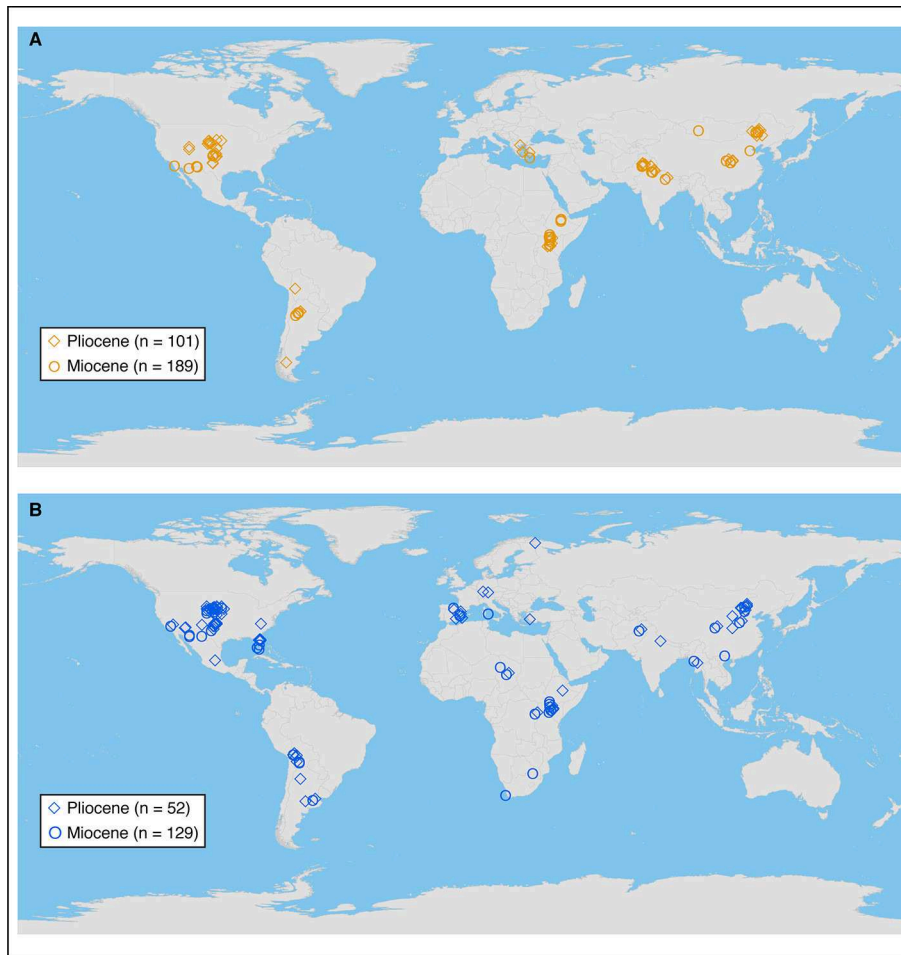 A
Pliocene (n = 101)
Miocene (n = 189)
B
Pliocene (n = 52)
Miocene (n = 129)